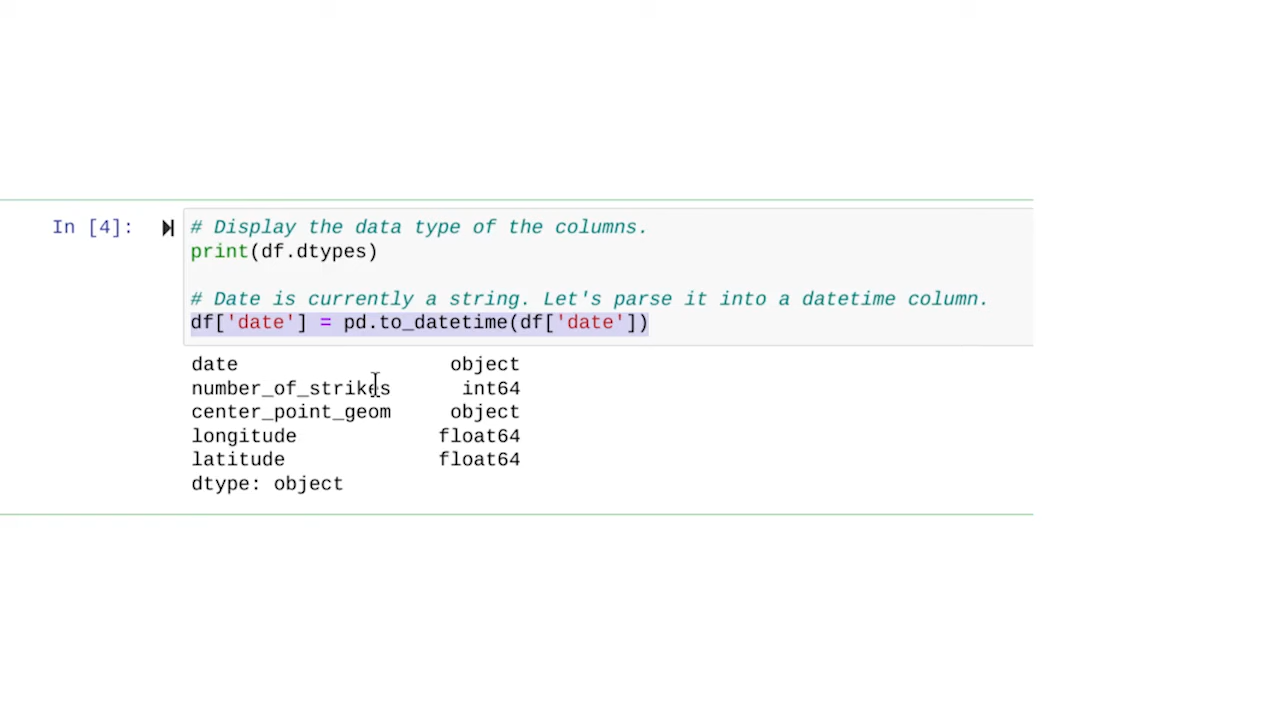 In [4]:
# Display the data type of the columns.
print(df.dtypes)
# Date is currently a string. Let's parse it into a datetime column.
df['date'] = pd.to_datetime(df['date'])
date object
number_of_strikes int64
center_point_geom object
longitude float64
latitude float64
dtype: object